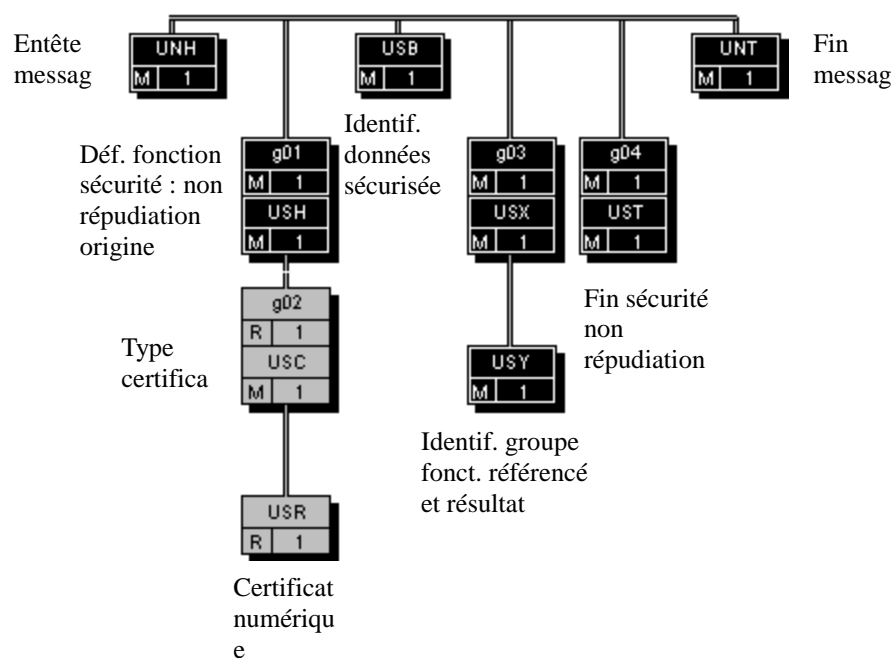 Entête
messag
UNH
M 1
USB
M 1
UNT
M 1
Fin
messag
Déf. fonction
sécurité : non
répudiation
origine
g01
M 1
USH
M 1
Identif.
données
sécurisée
g03
M 1
USX
M 1
g04
M 1
UST
M 1
Type
certifica
g02
R 1
USC
M 1
USY
M 1
Fin sécurité
non
répudiation
Identif. groupe
fonct. référencé
et résultat
USR
R 1
Certificat
numériqu
e